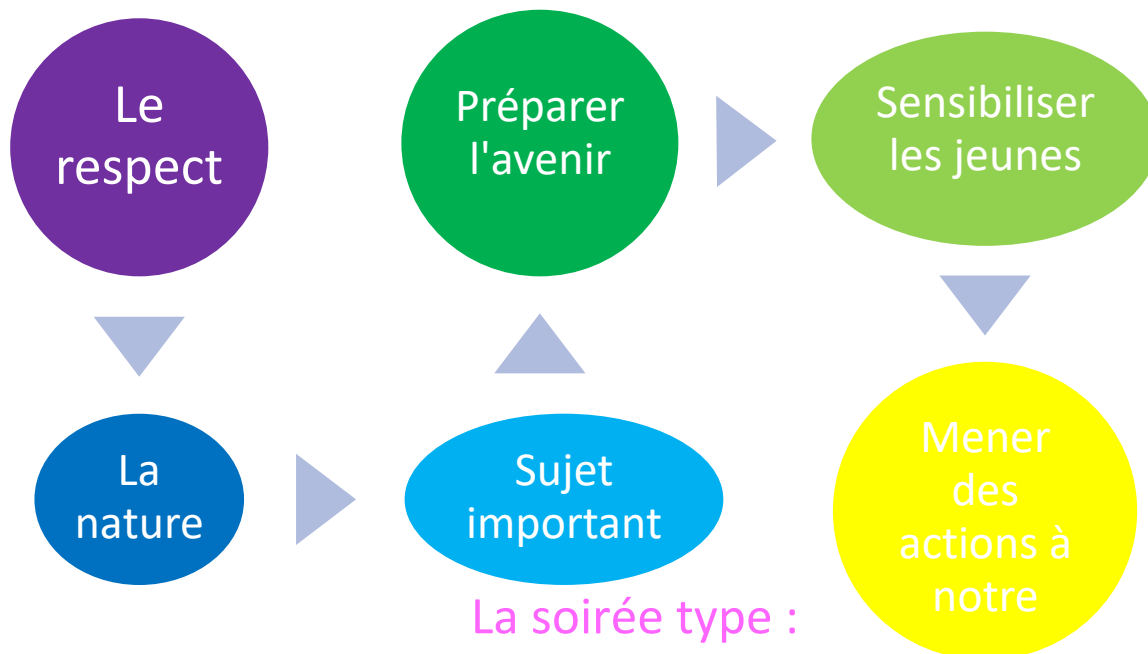 Le
respect
La
nature
Sujet
important
Préparer
l'avenir
Sensibiliser
les jeunes
Mener
des
actions à
notre
La soirée type :